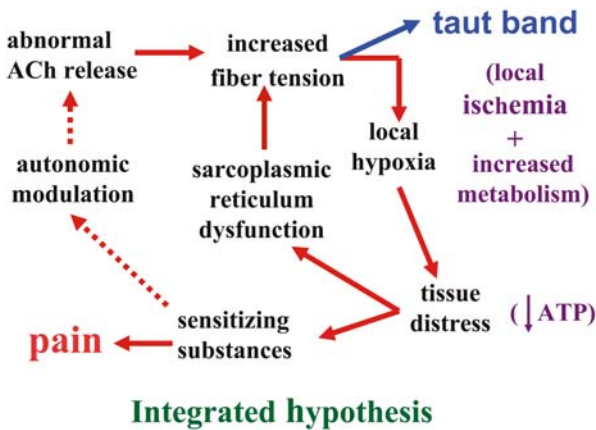 abnormal
ACh release
increased
fiber tension
taut band
(local
ischemia
+
increased
metabolism)
local
hypoxia
autonomic
modulation
sarcoplasmic
reticulum
dysfunction
tissue
distress
(↓ATP)
sensitizing
substances
pain
Integrated hypothesis